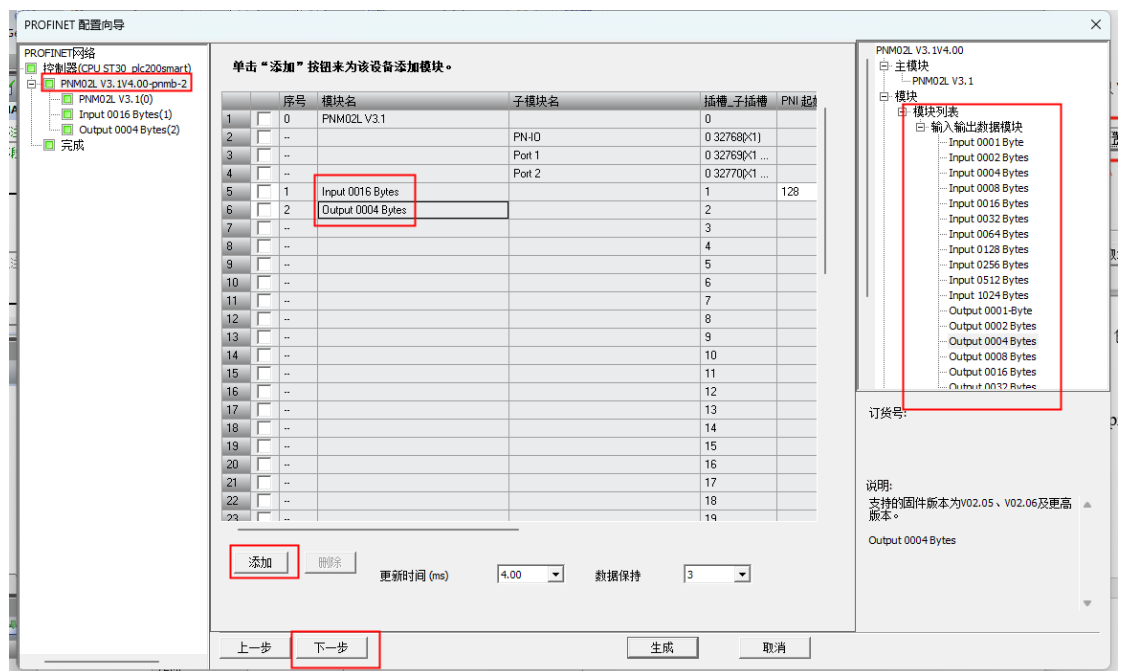 PROFINET 配置向导
PROFINET网络
控制器(CPU ST30_plc200smart)
PNM02L V3.1V4.00-pnmb-2
PNM02L V3.1(0)
Input 0016 Bytes(1)
Output 0004 Bytes(2)
完成
单击“添加”按钮来为该设备添加模块。
序号 模块名 子模块名 插槽_子插槽 PNI 起始
1 0 PNM02L V3.1 0
2 -- PN-IO 0 32768(X1)
3 -- Port 1 0 32769(X1 ...
4 -- Port 2 0 32770(X1 ...
5 1 Input 0016 Bytes 1 128
6 2 Output 0004 Bytes 2
7 -- 3
8 -- 4
9 -- 5
10 -- 6
11 -- 7
12 -- 8
13 -- 9
14 -- 10
15 -- 11
16 -- 12
17 -- 13
18 -- 14
19 -- 15
20 -- 16
21 -- 17
22 -- 18
23 -- 19
添加
删除
更新时间 (ms)
4.00
数据保持
3
上一步
下一步
生成
取消
PNM02L V3.1V4.00
主模块
PNM02L V3.1
模块
模块列表
输入输出数据模块
Input 0001 Byte
Input 0002 Bytes
Input 0004 Bytes
Input 0008 Bytes
Input 0016 Bytes
Input 0032 Bytes
Input 0064 Bytes
Input 0128 Bytes
Input 0256 Bytes
Input 0512 Bytes
Input 1024 Bytes
Output 0001-Byte
Output 0002 Bytes
Output 0004 Bytes
Output 0008 Bytes
Output 0016 Bytes
Output 0032 Bytes
订货号:
说明:
支持的固件版本为V02.05、V02.06及更高
版本。
Output 0004 Bytes